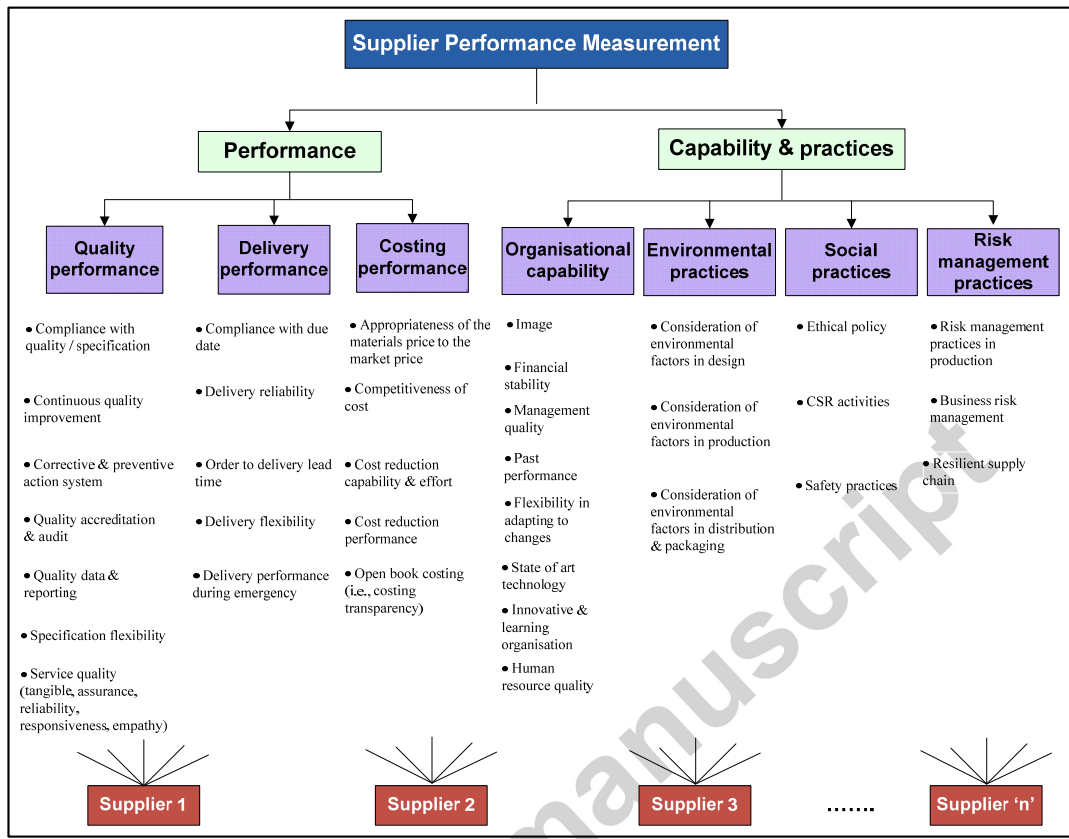 Supplier Performance Measurement
Performance
Capability & practices
Quality
performance
Delivery
performance
Costing
performance
Organisational
capability
Environmental
practices
Social
practices
Risk
management
practices
• Compliance with
quality / specification
• Continuous quality
improvement
• Corrective & preventive
action system
• Quality accreditation
& audit
• Quality data &
reporting
• Specification flexibility
• Service quality
(tangible, assurance,
reliability,
responsiveness, empathy)
• Compliance with due
date
• Delivery reliability
• Order to delivery lead
time
• Delivery flexibility
• Delivery performance
during emergency
• Appropriateness of the
materials price to the
market price
• Competitiveness of
cost
• Cost reduction
capability & effort
• Cost reduction
performance
• Open book costing
(i.e., costing
transparency)
• Image
• Financial
stability
• Management
quality
• Past
performance
• Flexibility in
adapting to
changes
• State of art
technology
• Innovative &
learning
organisation
• Human
resource quality
• Consideration of
environmental
factors in design
• Consideration of
environmental
factors in production
• Consideration of
environmental
factors in distribution
& packaging
• Ethical policy
• CSR activities
• Safety practices
• Risk management
practices in
production
• Business risk
management
• Resilient supply
chain
Supplier 1
Supplier 2
Supplier 3
.......
Supplier ‘n’
manuscript